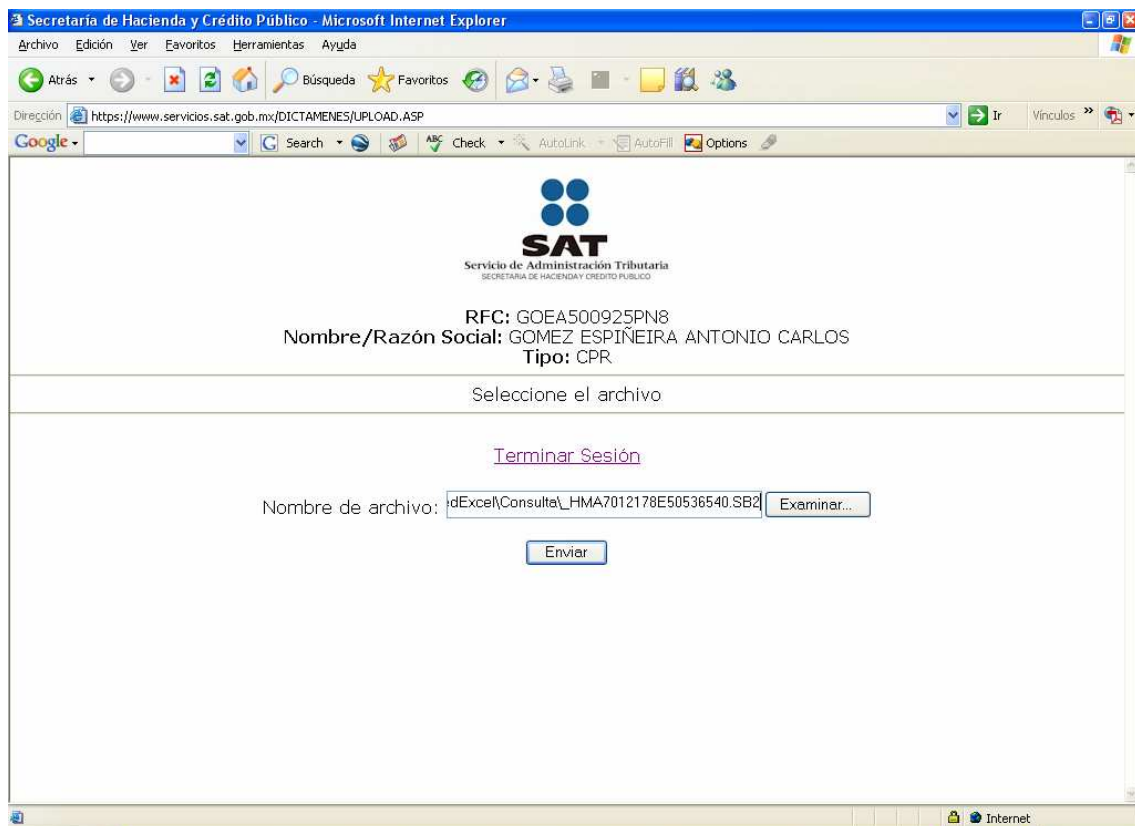 Secretaría de Hacienda y Crédito Público - Microsoft Internet Explorer
Archivo Edición Ver Favoritos Herramientas Ayuda
Atrás Búsqueda Favoritos
Dirección https://www.servicios.sat.gob.mx/DICTAMENES/UPLOAD.ASP Ir Vínculos »
Google Search ABC Check AutoLink AutoFill Options
SAT
Servicio de Administración Tributaria
SECRETARIA DE HACIENDA Y CREDITO PUBLICO
RFC: GOEA500925PN8
Nombre/Razón Social: GOMEZ ESPIÑEIRA ANTONIO CARLOS
Tipo: CPR
Seleccione el archivo
Terminar Sesión
Nombre de archivo: edExcel\Consulta\_HMA7012178E50536540.SB2 Examinar...
Enviar
Internet